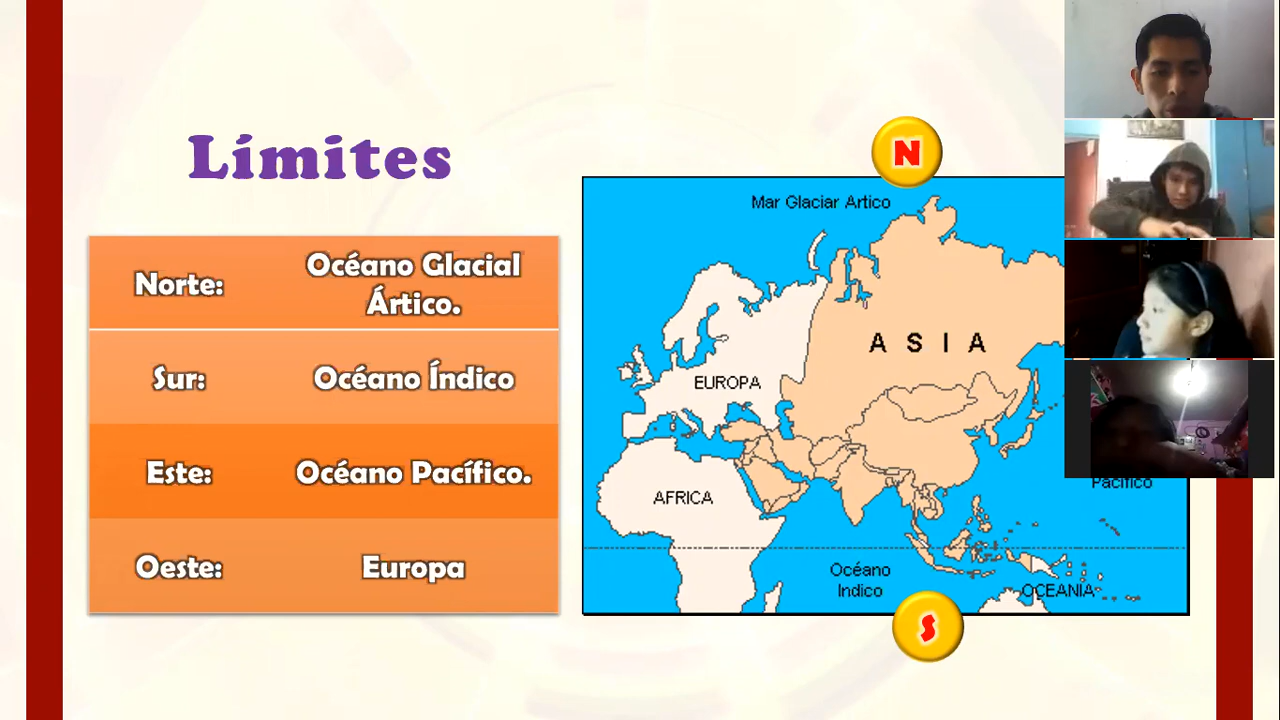 Límites
Norte:
Océano Glacial
Ártico.
Sur:
Océano Índico
Este:
Océano Pacífico.
Oeste:
Europa
N
Mar Glaciar Artico
A S I A
EUROPA
AFRICA
Pacífico
Océano
Indico
OCEANIA
S